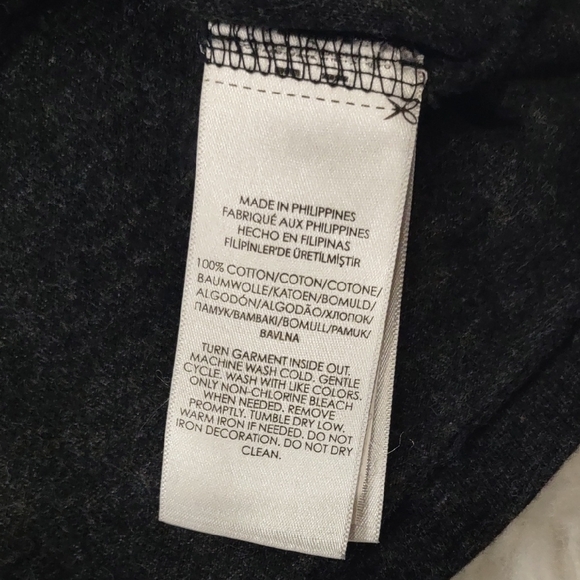 MADE IN PHILIPPINES
FABRIQUÉ AUX PHILIPPINES
HECHO EN FILIPINAS
FİLİPİNLER'DE ÜRETİLMİŞTİR
100% COTTON/COTON/COTONE/
BAUMWOLLE/KATOEN/BOMULD/
ALGODÓN/ALGODÃO/ХЛОПОК/
ПАМУК/BAMBAKI/BOMULL/PAMUK/
BAVLNA
TURN GARMENT INSIDE OUT.
MACHINE WASH COLD. GENTLE
CYCLE. WASH WITH LIKE COLORS.
ONLY NON-CHLORINE BLEACH
WHEN NEEDED. REMOVE
PROMPTLY. TUMBLE DRY LOW.
WARM IRON IF NEEDED. DO NOT
IRON DECORATION. DO NOT DRY
CLEAN.